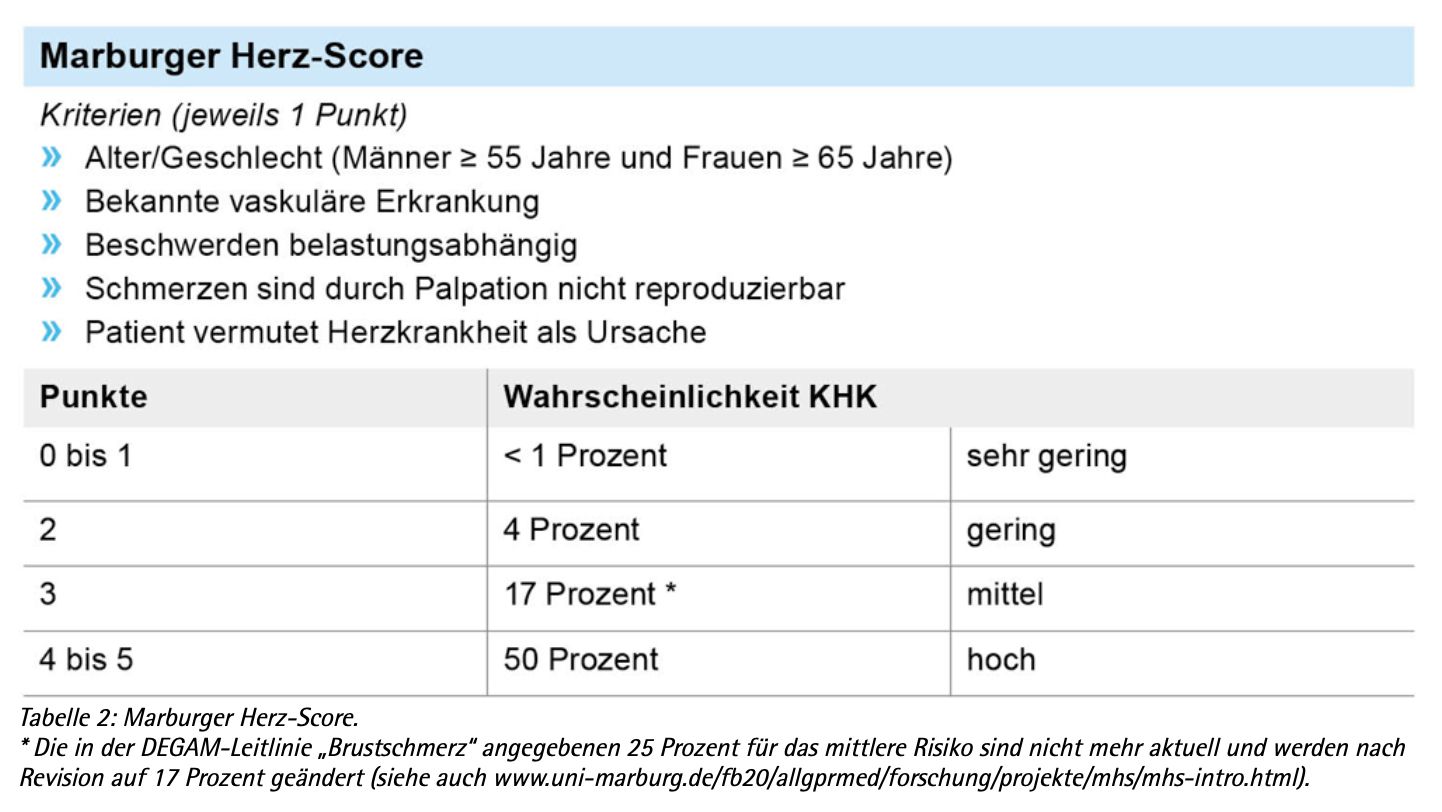 Marburger Herz-Score
Kriterien (jeweils 1 Punkt)
» Alter/Geschlecht (Männer ≥ 55 Jahre und Frauen ≥ 65 Jahre)
» Bekannte vaskuläre Erkrankung
» Beschwerden belastungsabhängig
» Schmerzen sind durch Palpation nicht reproduzierbar
» Patient vermutet Herzkrankheit als Ursache
Punkte Wahrscheinlichkeit KHK
0 bis 1 < 1 Prozent sehr gering
2 4 Prozent gering
3 17 Prozent * mittel
4 bis 5 50 Prozent hoch
Tabelle 2: Marburger Herz-Score.
* Die in der DEGAM-Leitlinie „Brustschmerz“ angegebenen 25 Prozent für das mittlere Risiko sind nicht mehr aktuell und werden nach
Revision auf 17 Prozent geändert (siehe auch www.uni-marburg.de/fb20/allgprmed/forschung/projekte/mhs/mhs-intro.html).